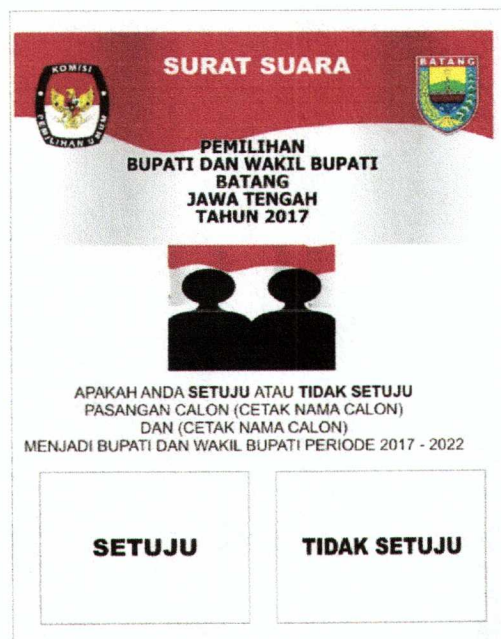 SURAT SUARA
KOMISI
PEMILIHAN UMUM
BATANG
PEMILIHAN
BUPATI DAN WAKIL BUPATI
BATANG
JAWA TENGAH
TAHUN 2017
APAKAH ANDA SETUJU ATAU TIDAK SETUJU
PASANGAN CALON (CETAK NAMA CALON)
DAN (CETAK NAMA CALON)
MENJADI BUPATI DAN WAKIL BUPATI PERIODE 2017 - 2022
SETUJU
TIDAK SETUJU